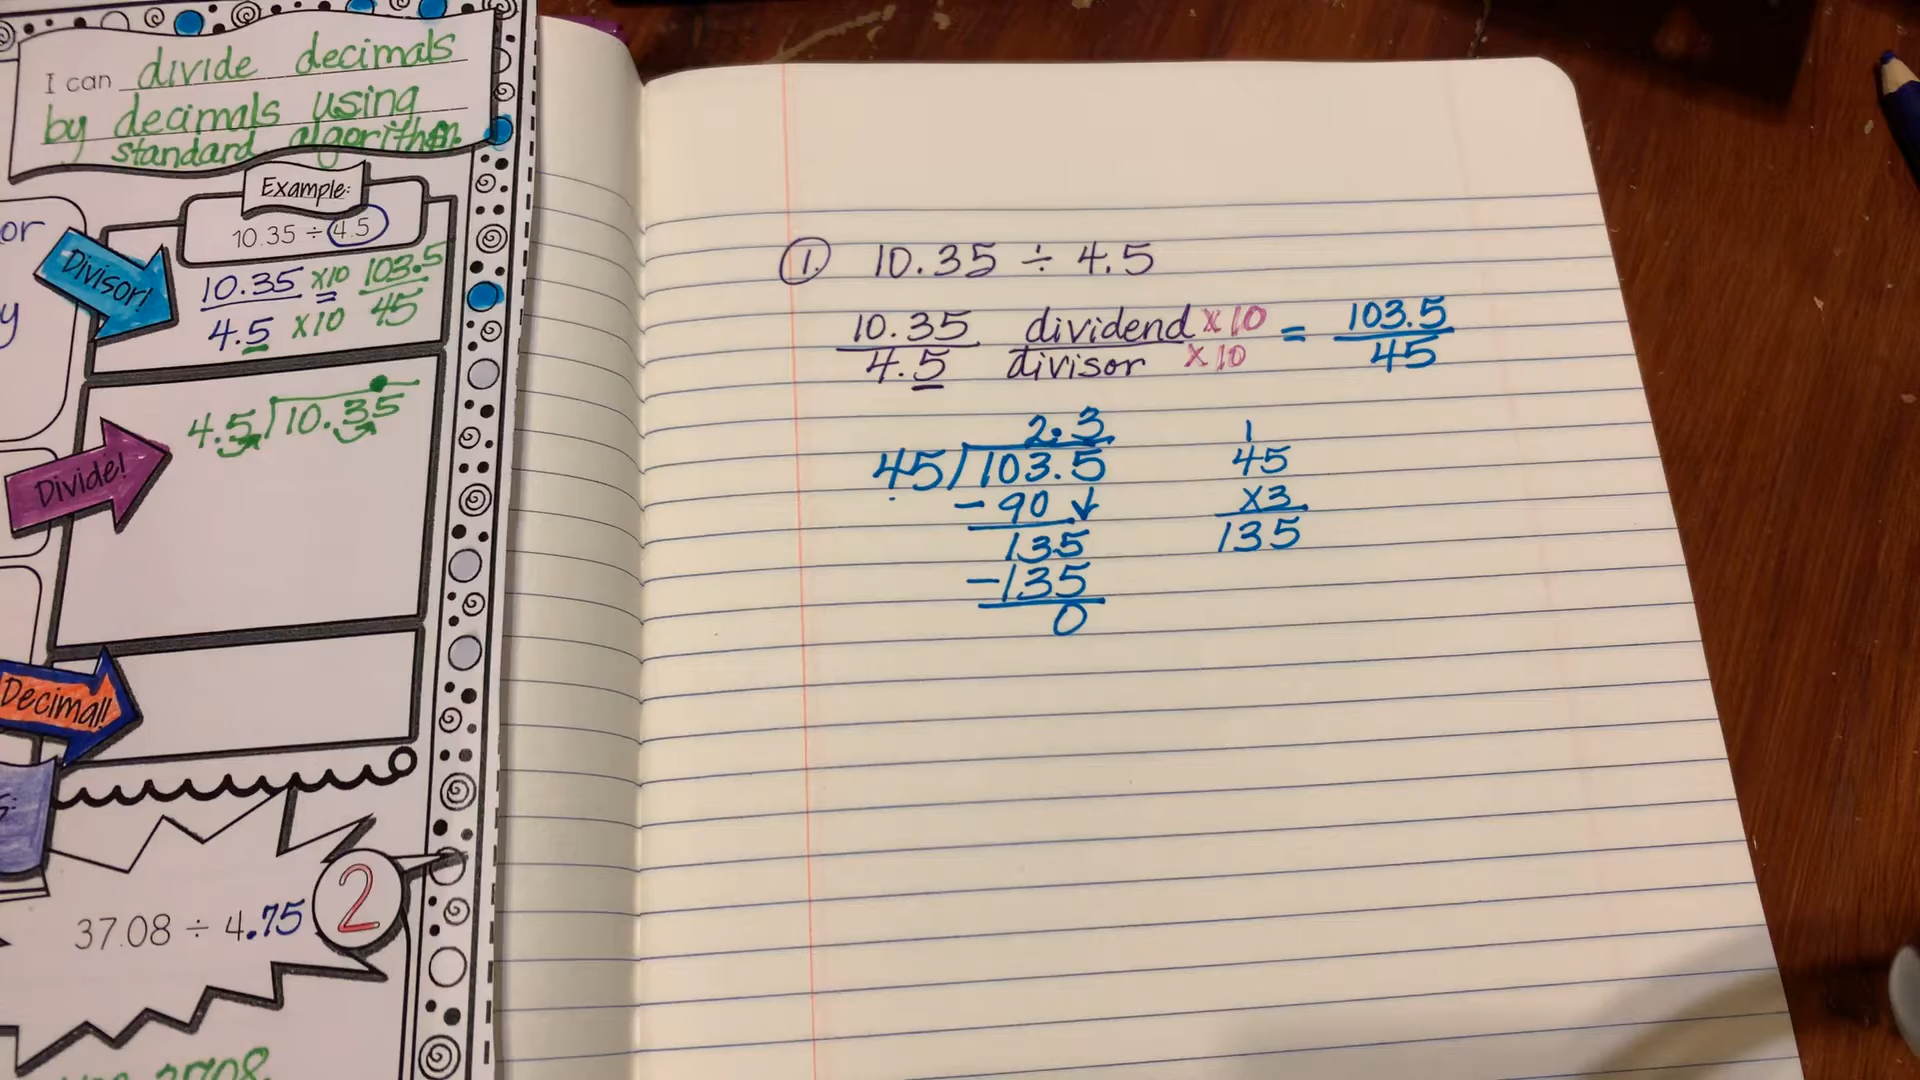 I can divide decimals
by decimals using
standard algorithm.
Example:
10.35 ÷ 4.5
or
y
Divisor!
10.35 x10 103.5
=
4.5 x10 45
Divide!
4.5⟌10.35
Decimal!
37.08 ÷ 4.75
2
3708
1. 10.35 ÷ 4.5
10.35 dividend x10 = 103.5
4.5 divisor x10 45
2.3
45⟌103.5
-90↓
135
-135
0
1
45
x3
135